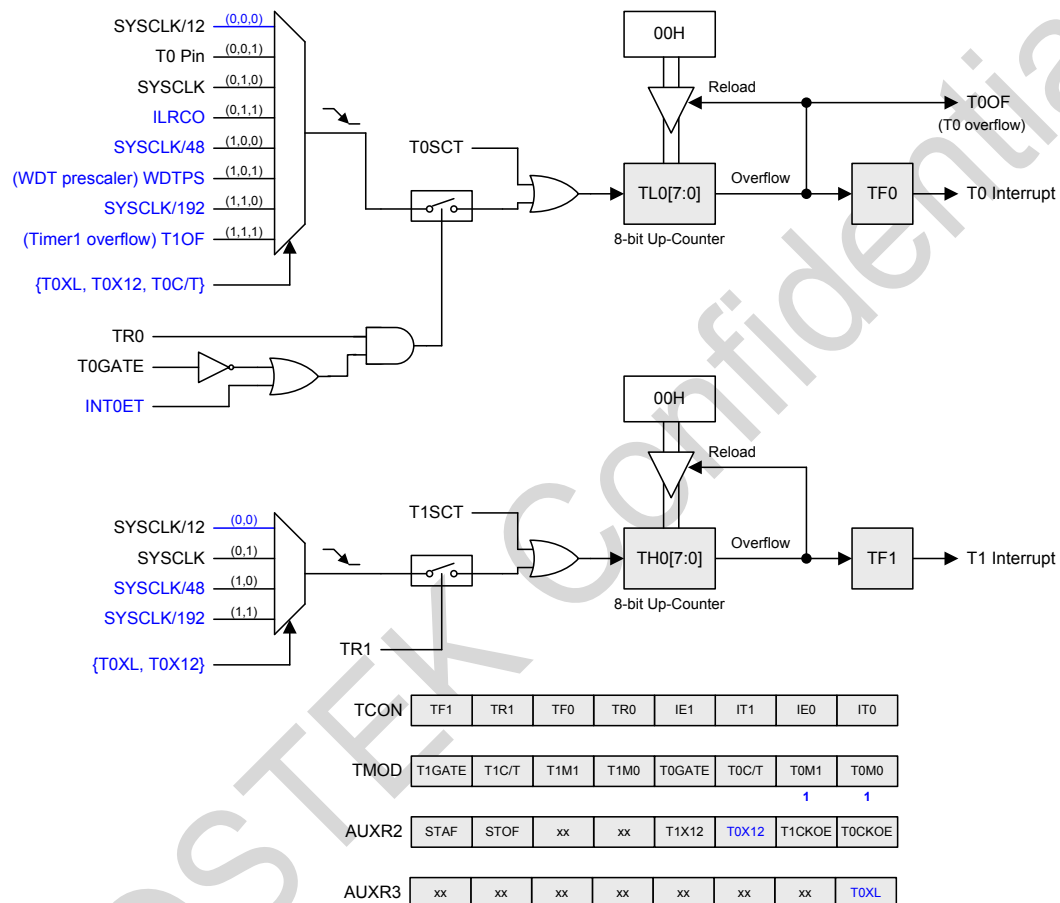 SYSCLK/12 (0,0,0)
T0 Pin (0,0,1)
SYSCLK (0,1,0)
ILRCO (0,1,1)
SYSCLK/48 (1,0,0)
(WDT prescaler) WDTPS (1,0,1)
SYSCLK/192 (1,1,0)
(Timer1 overflow) T1OF (1,1,1)
{T0XL, T0X12, T0C/T}
TR0
T0GATE
INT0ET
T0SCT
00H
Reload
TL0[7:0]
8-bit Up-Counter
Overflow
TF0
T0OF
(T0 overflow)
T0 Interrupt
SYSCLK/12 (0,0)
SYSCLK (0,1)
SYSCLK/48 (1,0)
SYSCLK/192 (1,1)
{T0XL, T0X12}
TR1
T1SCT
00H
Reload
TH0[7:0]
8-bit Up-Counter
Overflow
TF1
T1 Interrupt
TCON TF1 TR1 TF0 TR0 IE1 IT1 IE0 IT0
TMOD T1GATE T1C/T T1M1 T1M0 T0GATE T0C/T T0M1 T0M0
1 1
AUXR2 STAF STOF xx xx T1X12 T0X12 T1CKOE T0CKOE
AUXR3 xx xx xx xx xx xx xx T0XL